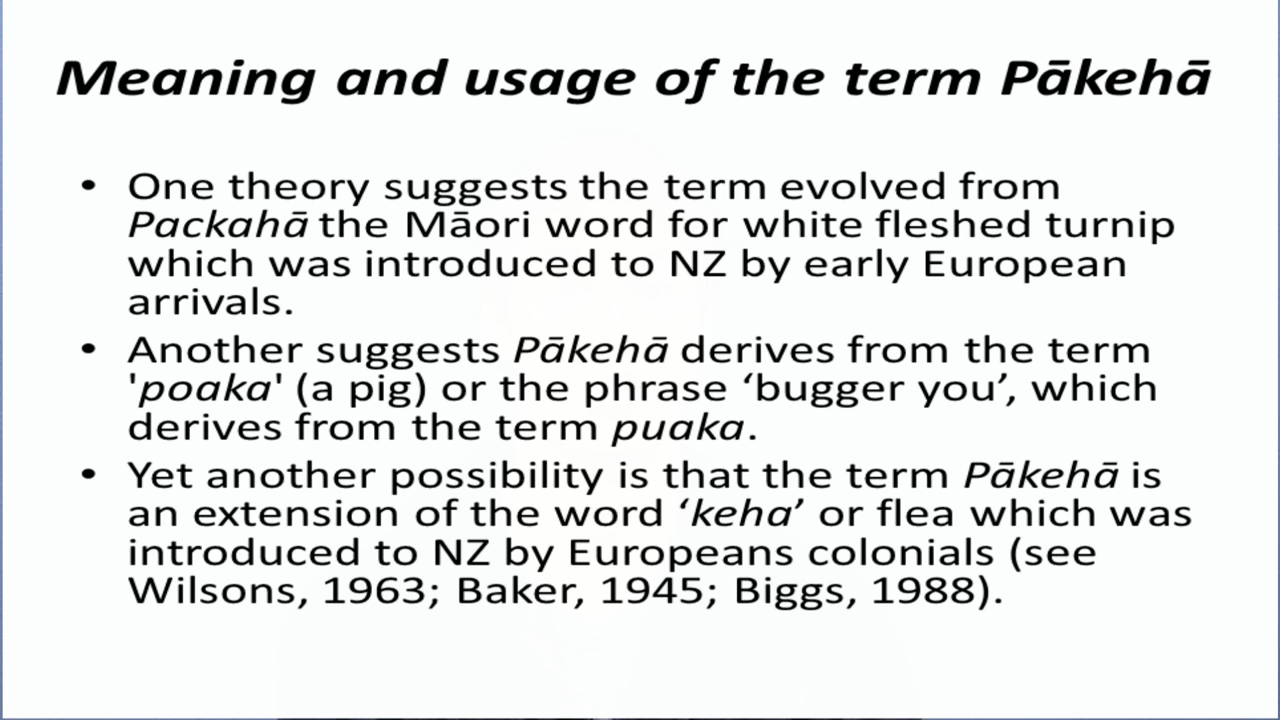 Meaning and usage of the term Pākehā
• One theory suggests the term evolved from
Packahā the Māori word for white fleshed turnip
which was introduced to NZ by early European
arrivals.
• Another suggests Pākehā derives from the term
'poaka' (a pig) or the phrase ‘bugger you’, which
derives from the term puaka.
• Yet another possibility is that the term Pākehā is
an extension of the word ‘keha’ or flea which was
introduced to NZ by Europeans colonials (see
Wilsons, 1963; Baker, 1945; Biggs, 1988).